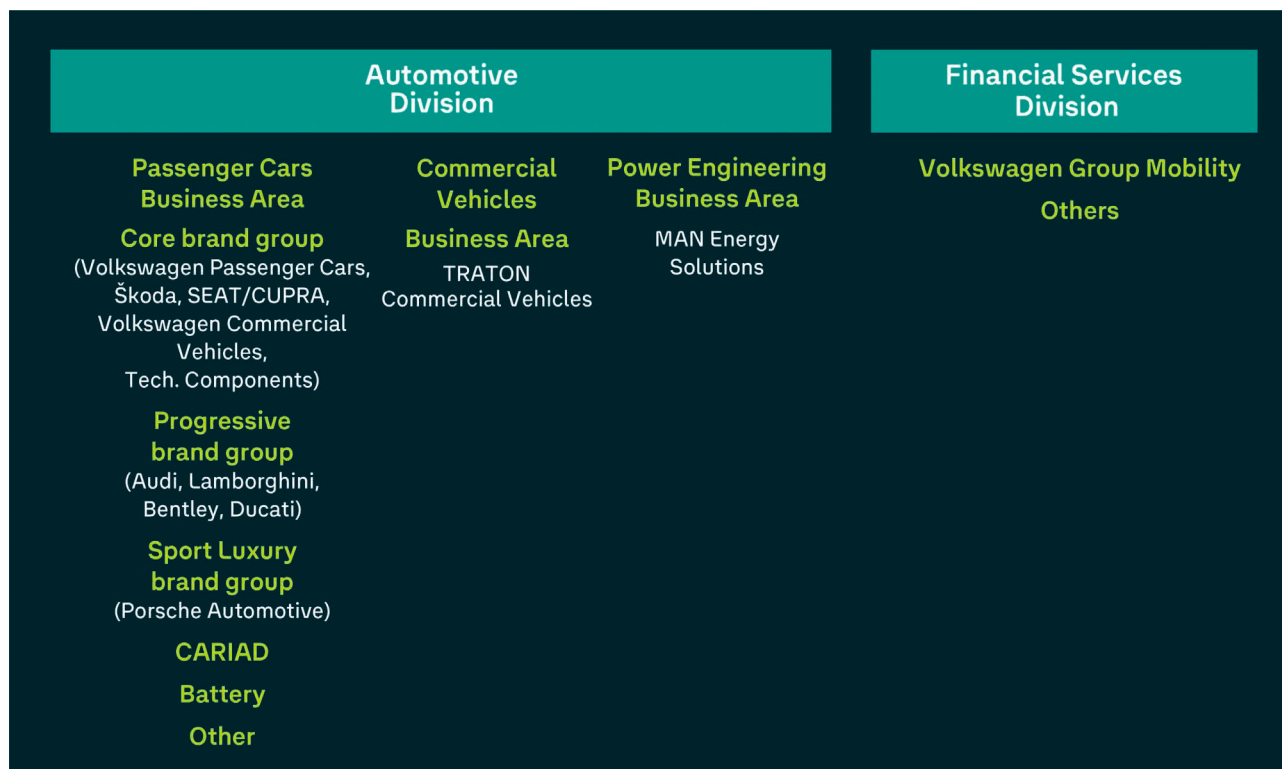 Automotive
Division
Passenger Cars
Business Area
Core brand group
(Volkswagen Passenger Cars,
Škoda, SEAT/CUPRA,
Volkswagen Commercial
Vehicles,
Tech. Components)
Progressive
brand group
(Audi, Lamborghini,
Bentley, Ducati)
Sport Luxury
brand group
(Porsche Automotive)
CARIAD
Battery
Other
Commercial
Vehicles
Business Area
TRATON
Commercial Vehicles
Power Engineering
Business Area
MAN Energy
Solutions
Financial Services
Division
Volkswagen Group Mobility
Others